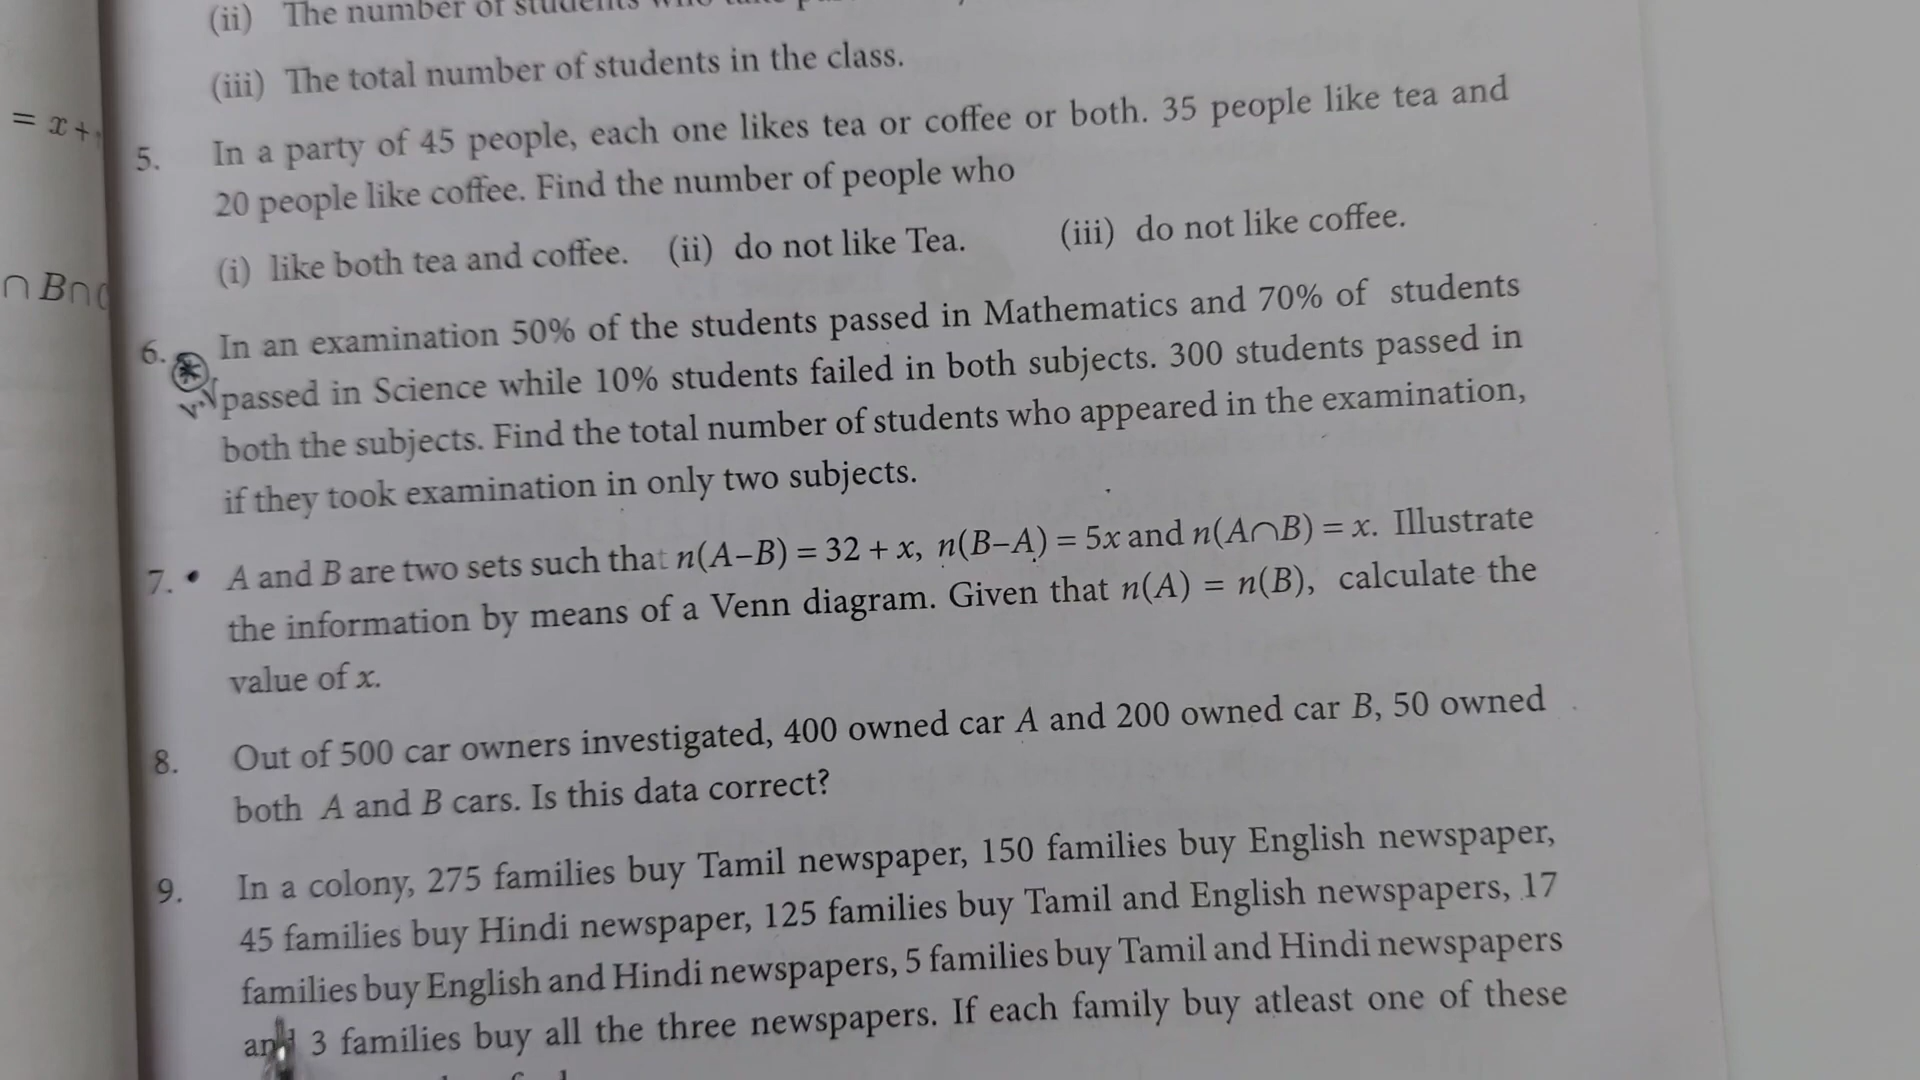 (ii) The number of students who take
(iii) The total number of students in the class.
= x +
5. In a party of 45 people, each one likes tea or coffee or both. 35 people like tea and
20 people like coffee. Find the number of people who
(i) like both tea and coffee. (ii) do not like Tea. (iii) do not like coffee.
∩ B∩
6. In an examination 50% of the students passed in Mathematics and 70% of students
passed in Science while 10% students failed in both subjects. 300 students passed in
both the subjects. Find the total number of students who appeared in the examination,
if they took examination in only two subjects.
7. • A and B are two sets such that n(A–B) = 32 + x, n(B–A) = 5x and n(A∩B) = x. Illustrate
the information by means of a Venn diagram. Given that n(A) = n(B), calculate the
value of x.
8. Out of 500 car owners investigated, 400 owned car A and 200 owned car B, 50 owned
both A and B cars. Is this data correct?
9. In a colony, 275 families buy Tamil newspaper, 150 families buy English newspaper,
45 families buy Hindi newspaper, 125 families buy Tamil and English newspapers, 17
families buy English and Hindi newspapers, 5 families buy Tamil and Hindi newspapers
and 3 families buy all the three newspapers. If each family buy atleast one of these